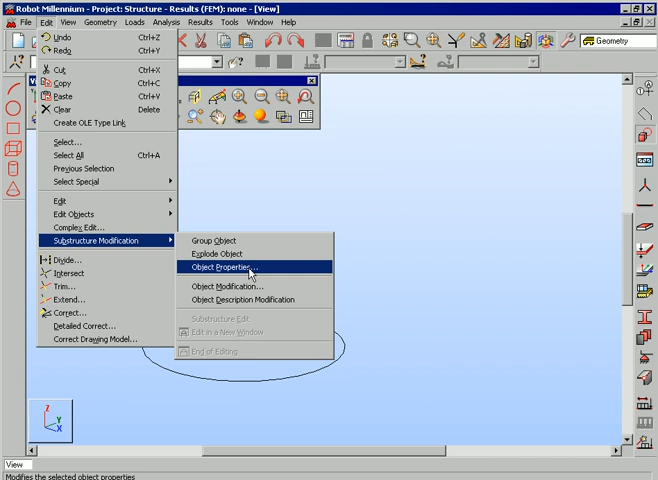 Robot Millennium - Project: Structure - Results (FEM): none - [View]
File Edit View Geometry Loads Analysis Results Tools Window Help
Geometry
Undo Ctrl+Z
Redo Ctrl+Y
Cut Ctrl+X
Copy Ctrl+C
Paste Ctrl+V
Clear Delete
Create OLE Type Link
Select...
Select All Ctrl+A
Previous Selection
Select Special
Edit
Edit Objects
Complex Edit...
Substructure Modification
Divide...
Intersect
Trim...
Extend...
Correct...
Detailed Correct...
Correct Drawing Model...
Group Object
Explode Object
Object Properties...
Object Modification...
Object Description Modification
Substructure Edit
Edit in a New Window
End of Editing
Z
Y
X
View
Modifies the selected object properties